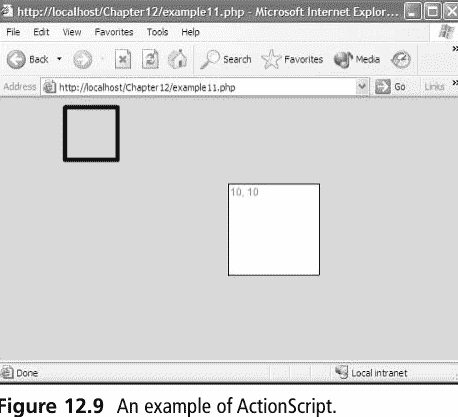 http://localhost/Chapter12/example11.php - Microsoft Internet Explor...
File Edit View Favorites Tools Help
Back Search Favorites Media
Address http://localhost/Chapter12/example11.php Go Links
10, 10
Done Local intranet
Figure 12.9 An example of ActionScript.